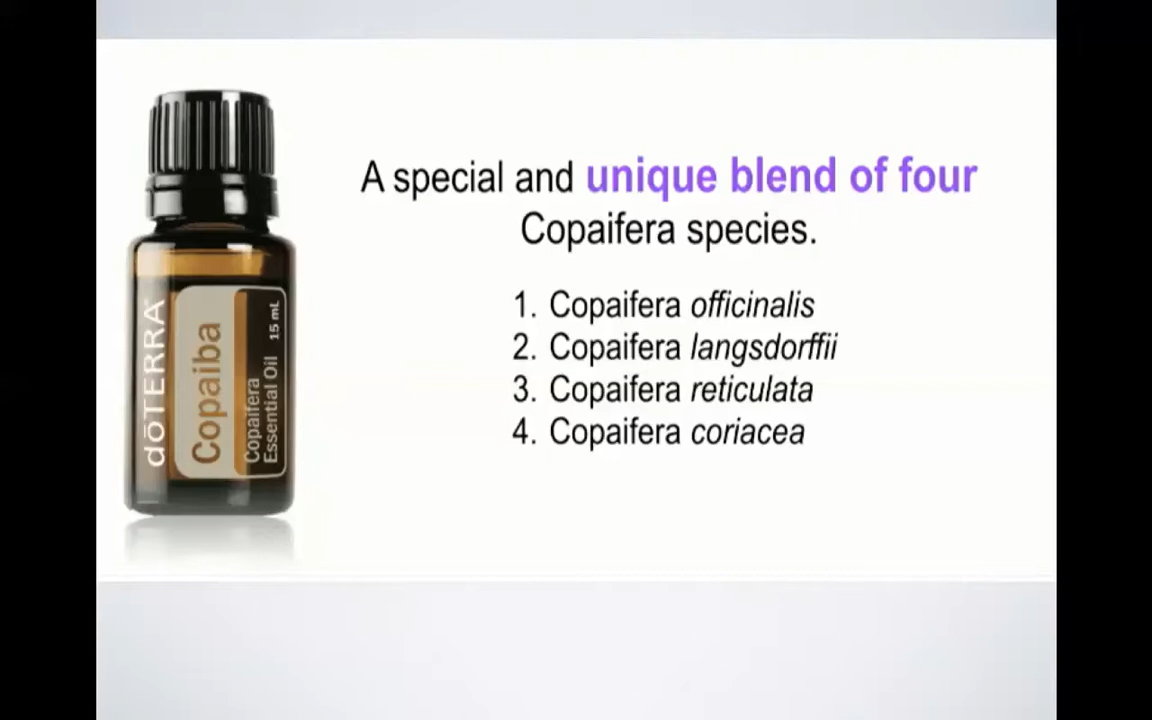 A special and unique blend of four
Copaifera species.
1. Copaifera officinalis
2. Copaifera langsdorffii
3. Copaifera reticulata
4. Copaifera coriacea
dōTERRA
Copaiba
Copaifera
Essential Oil 15 mL